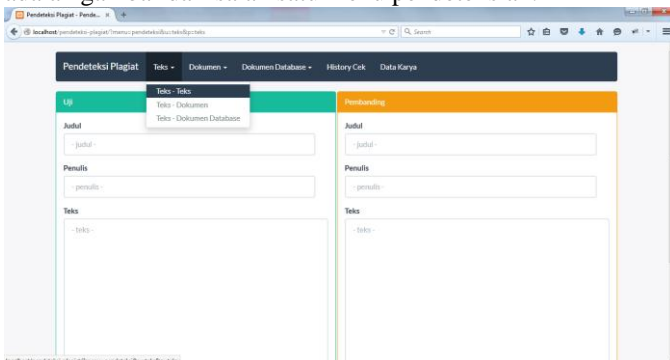 Pendeteksi Plagiat - Pende...
localhost/pendeteksi-plagiat/?menu=pendeteksi&u=teks&p=teks
Search
Pendeteksi Plagiat Teks Dokumen Dokumen Database History Cek Data Karya
Teks - Teks
Teks - Dokumen
Teks - Dokumen Database
Uji Pembanding
Judul Judul
- judul - - judul -
Penulis Penulis
- penulis - - penulis -
Teks Teks
- teks - - teks -